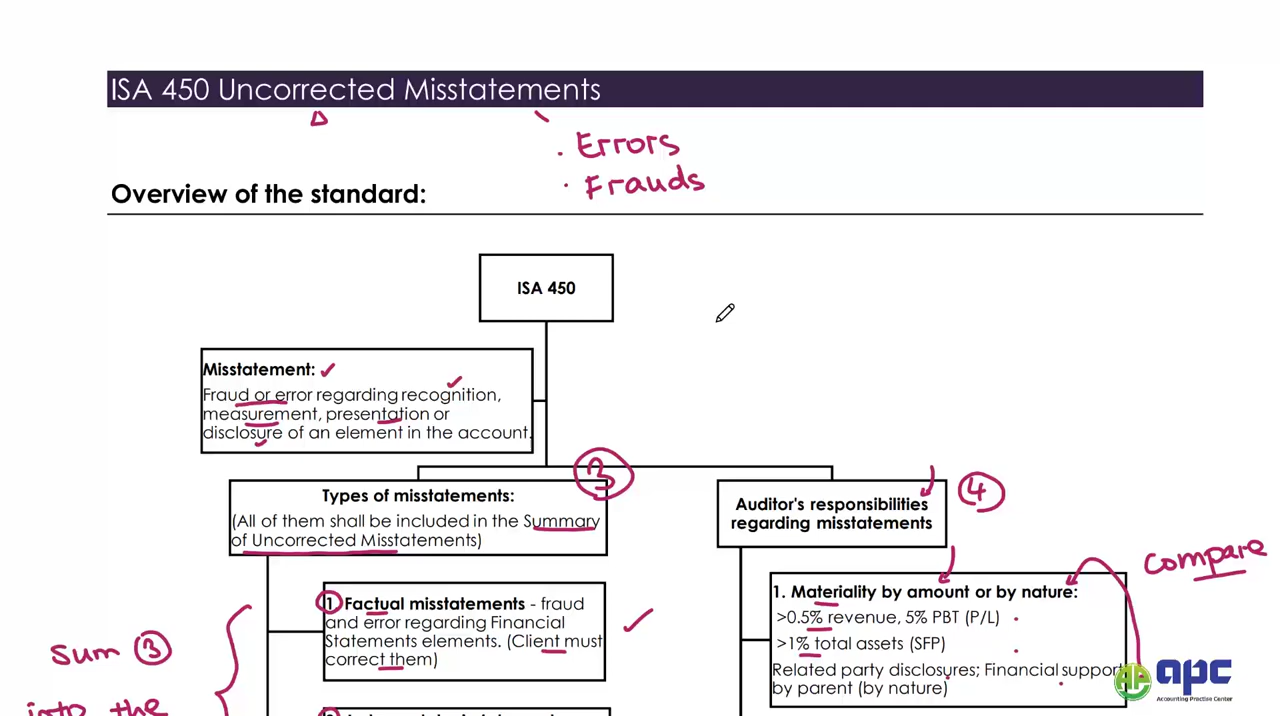 ISA 450 Uncorrected Misstatements
. Errors
. Frauds
Overview of the standard:
ISA 450
Misstatement:
Fraud or error regarding recognition,
measurement, presentation or
disclosure of an element in the account.
3
Types of misstatements:
(All of them shall be included in the Summary
of Uncorrected Misstatements)
Auditor's responsibilities
regarding misstatements
4
compare
1. Factual misstatements - fraud
and error regarding Financial
Statements elements. (Client must
correct them)
1. Materiality by amount or by nature:
>0.5% revenue, 5% PBT (P/L)
>1% total assets (SFP)
Related party disclosures; Financial support
by parent (by nature)
sum 3
into the
apc
Accounting Practice Center